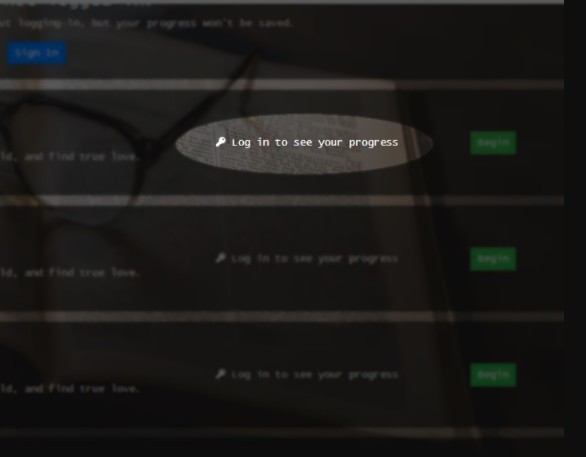 ut logging-in, but your progress won't be saved.
Sign in
Log in to see your progress
begin
ld, and find true love.
Log in to see your progress
begin
ld, and find true love.
Log in to see your progress
begin
ld, and find true love.